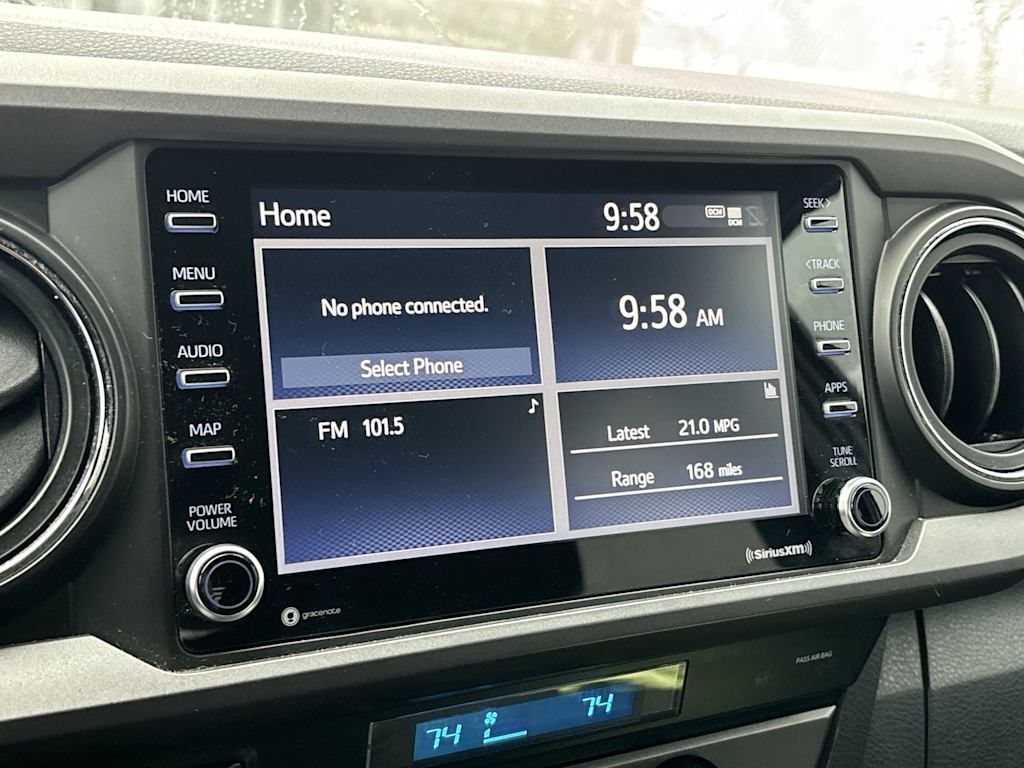 HOME
MENU
AUDIO
MAP
POWER
VOLUME
Home
9:58
DCM
DCM
No phone connected.
Select Phone
9:58 AM
FM 101.5
Latest 21.0 MPG
Range 168 miles
SEEK>
<TRACK
PHONE
APPS
TUNE
SCROLL
gracenote
SiriusXM
PASS AIR BAG
74
74